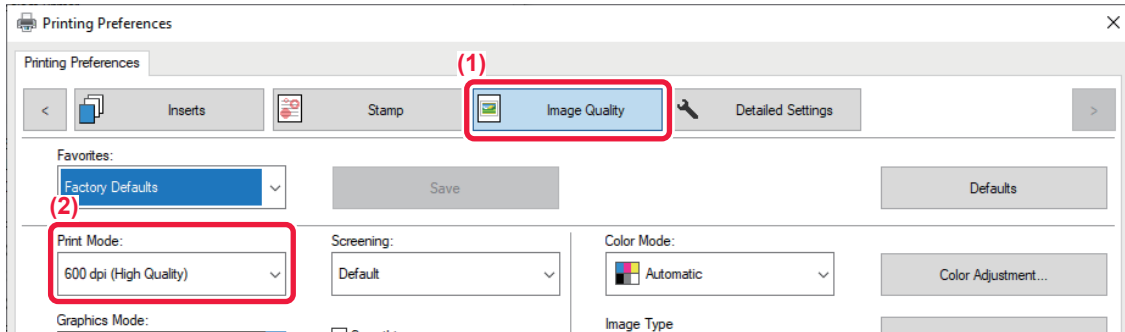 Printing Preferences
Printing Preferences
(1)
< Inserts Stamp Image Quality Detailed Settings >
Favorites:
Factory Defaults Save Defaults
(2)
Print Mode: Screening: Color Mode:
600 dpi (High Quality) Default Automatic Color Adjustment...
Graphics Mode: Image Type